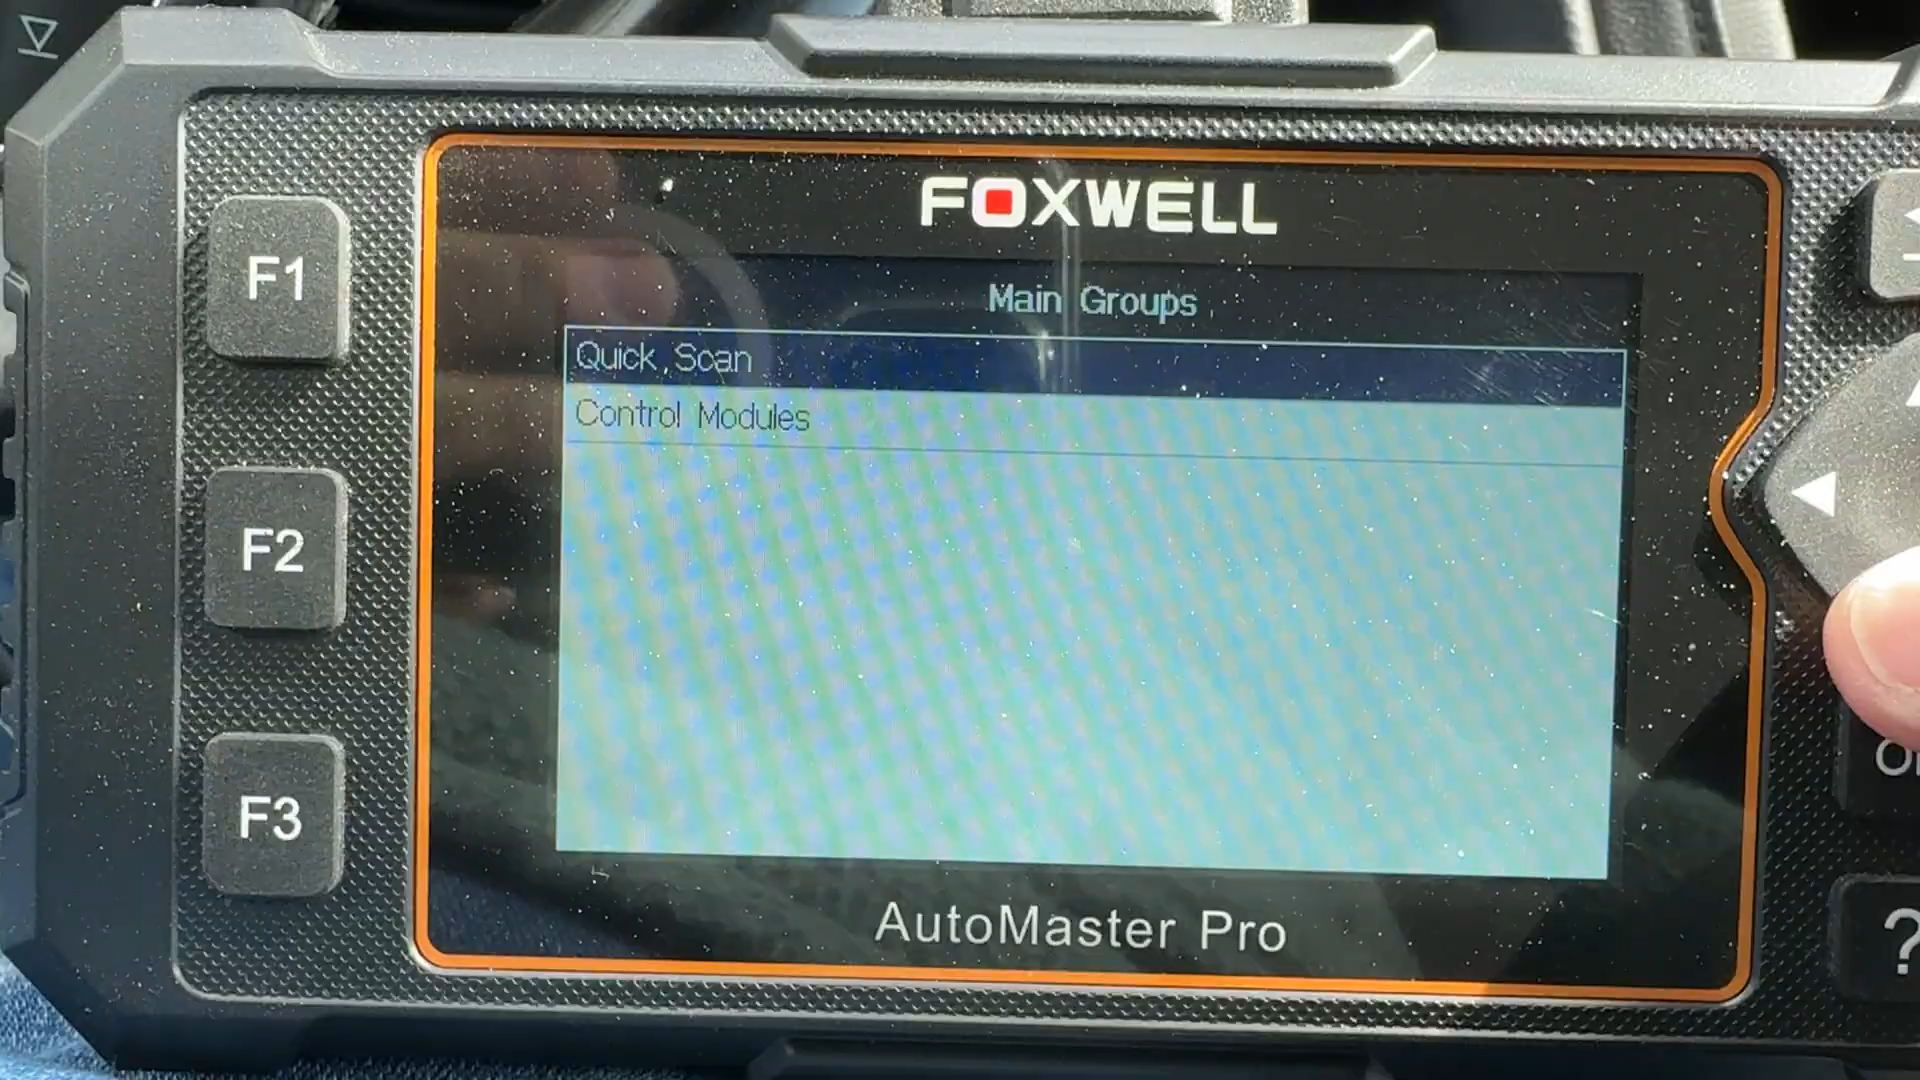 FOXWELL
Main Groups
Quick Scan
Control Modules
AutoMaster Pro
F1
F2
F3
?